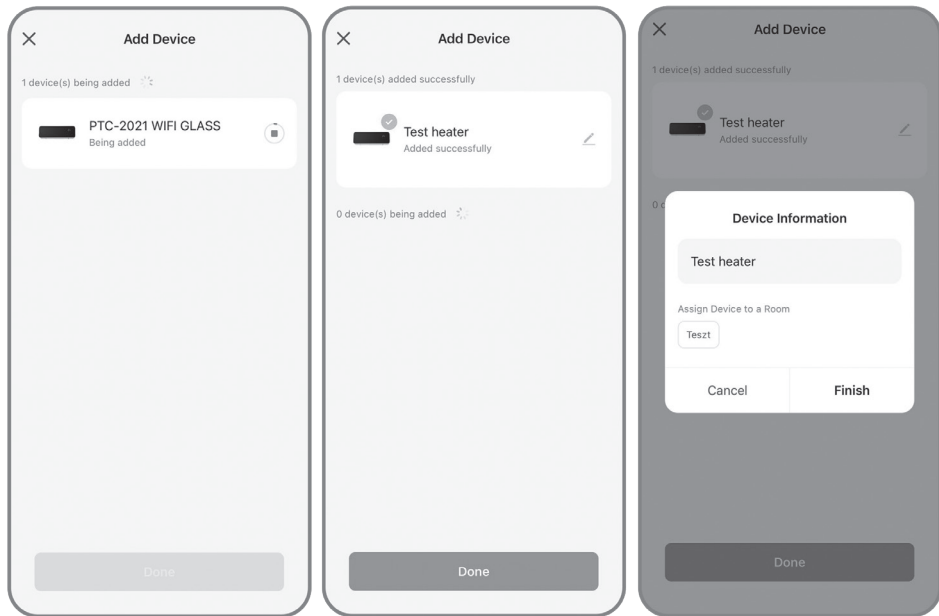 Add Device
1 device(s) being added
PTC-2021 WIFI GLASS
Being added
Done
Add Device
1 device(s) added successfully
Test heater
Added successfully
0 device(s) being added
Done
Add Device
1 device(s) added successfully
Test heater
Added successfully
Device Information
Test heater
Assign Device to a Room
Teszt
Cancel
Finish
Done